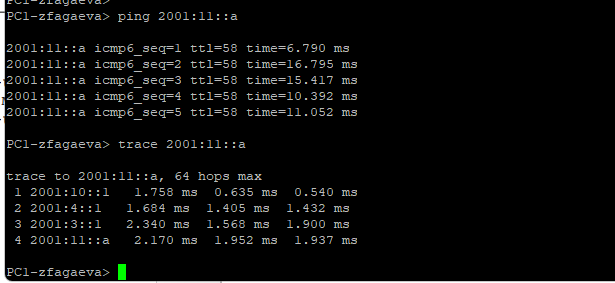 PC1-zfagaeva> ping 2001:11::a
2001:11::a icmp6_seq=1 ttl=58 time=6.790 ms
2001:11::a icmp6_seq=2 ttl=58 time=16.795 ms
2001:11::a icmp6_seq=3 ttl=58 time=15.417 ms
2001:11::a icmp6_seq=4 ttl=58 time=10.392 ms
2001:11::a icmp6_seq=5 ttl=58 time=11.052 ms
PC1-zfagaeva> trace 2001:11::a
trace to 2001:11::a, 64 hops max
1 2001:10::1 1.758 ms 0.635 ms 0.540 ms
2 2001:4::1 1.684 ms 1.405 ms 1.432 ms
3 2001:3::1 2.340 ms 1.568 ms 1.900 ms
4 2001:11::a 2.170 ms 1.952 ms 1.937 ms
PC1-zfagaeva>